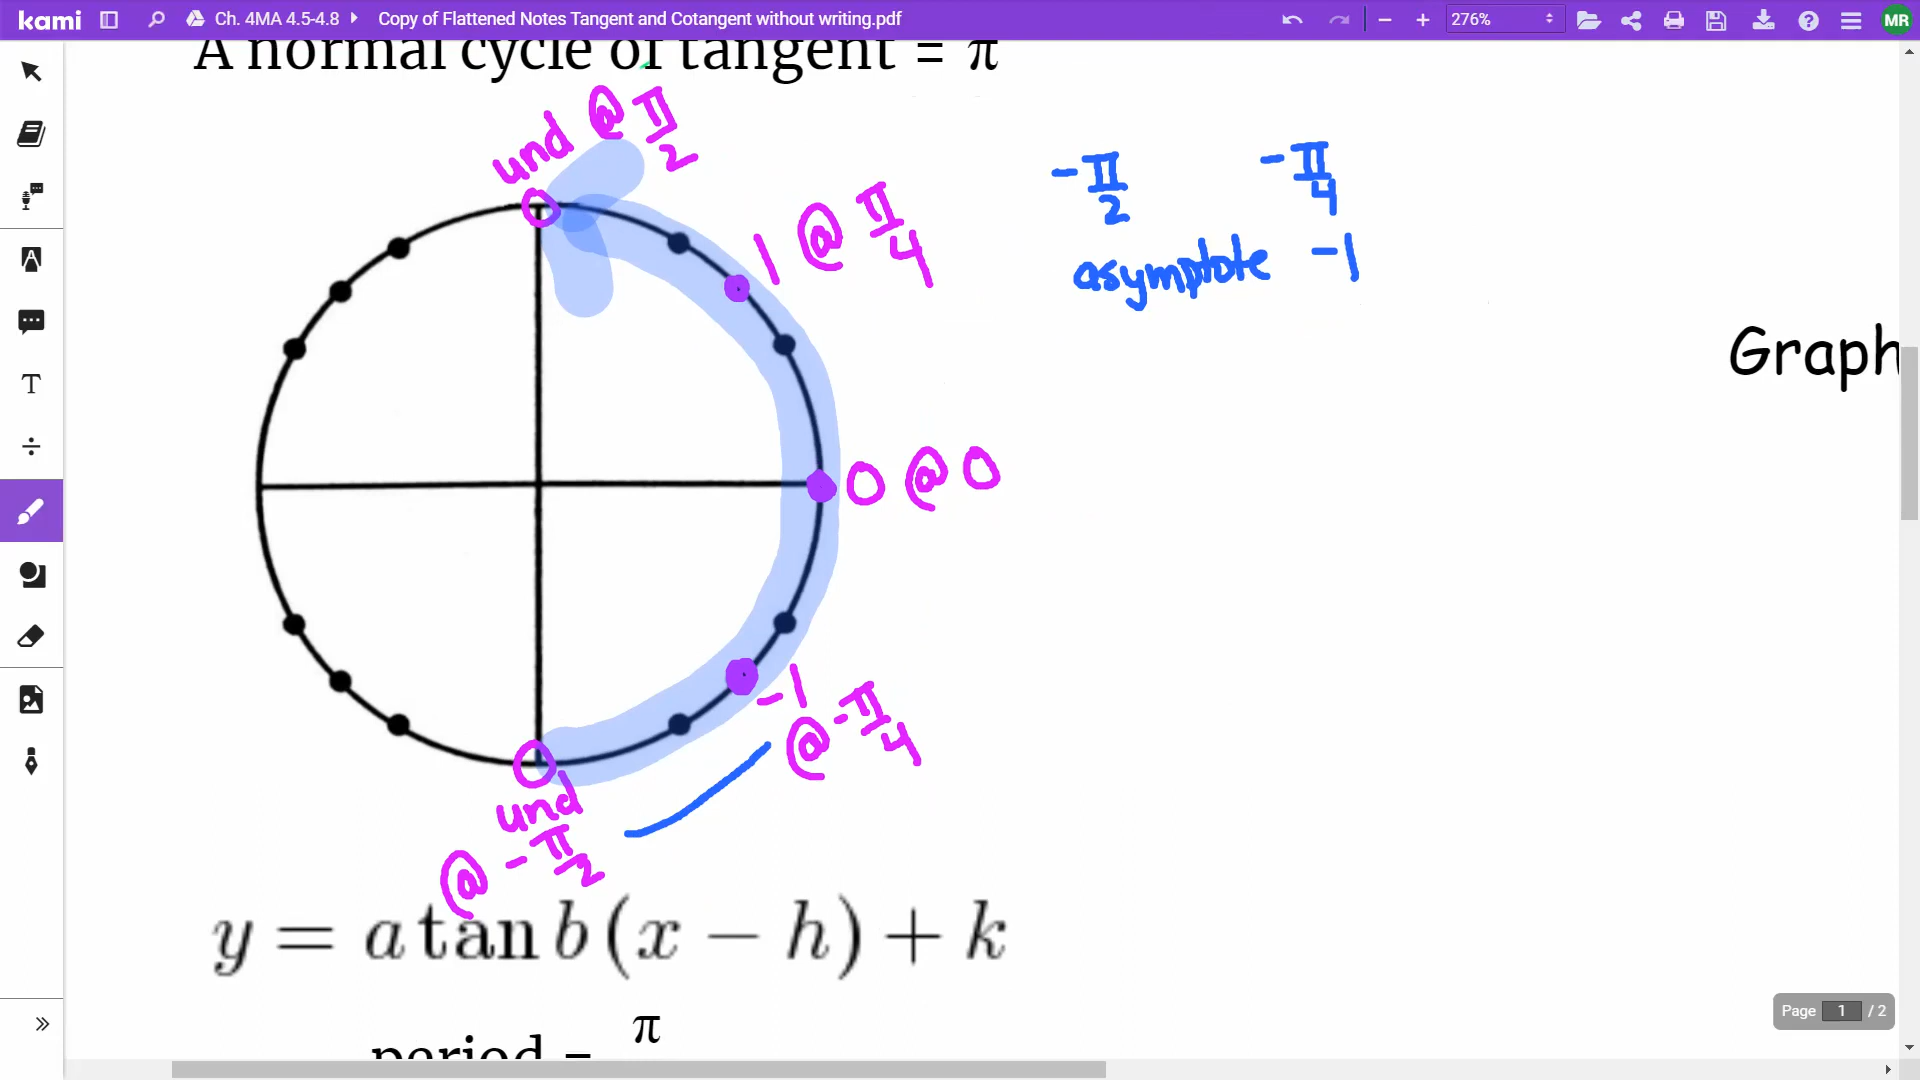 kami Ch. 4MA 4.5-4.8 Copy of Flattened Notes Tangent and Cotangent without writing.pdf 276% MR
A normal cycle of tangent = π
und @ π/2
1 @ π/4
-π/2 -π/4
asymptote -1
Graph
0 @ 0
-1
@ -π/4
und
@ -π/2
y = a tan b (x − h) + k
Page 1 / 2
π
period =